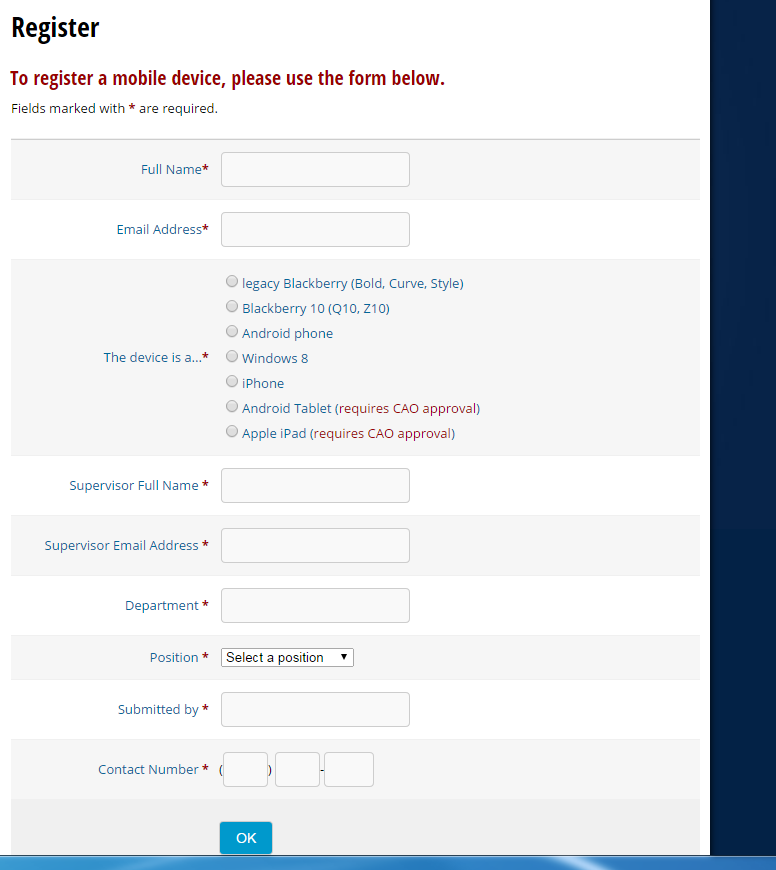 Register
To register a mobile device, please use the form below.
Fields marked with * are required.
Full Name*
Email Address*
The device is a...*
legacy Blackberry (Bold, Curve, Style)
Blackberry 10 (Q10, Z10)
Android phone
Windows 8
iPhone
Android Tablet (requires CAO approval)
Apple iPad (requires CAO approval)
Supervisor Full Name *
Supervisor Email Address *
Department *
Position * Select a position
Submitted by *
Contact Number * ( ) -
OK